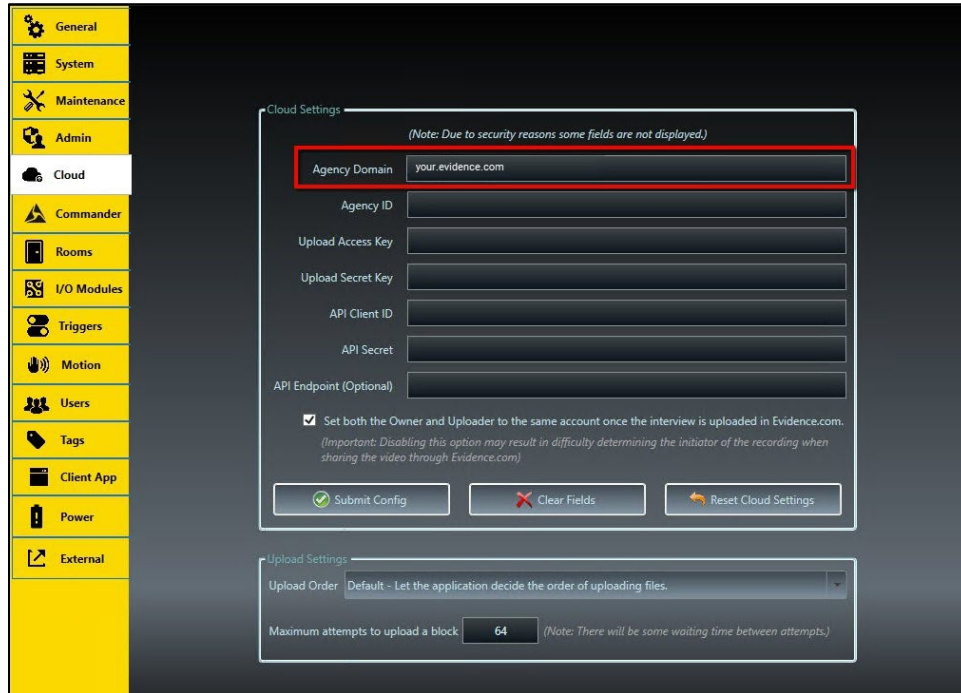 General
System
Maintenance
Admin
Cloud
Commander
Rooms
I/O Modules
Triggers
Motion
Users
Tags
Client App
Power
External
Cloud Settings
(Note: Due to security reasons some fields are not displayed.)
Agency Domain your.evidence.com
Agency ID
Upload Access Key
Upload Secret Key
API Client ID
API Secret
API Endpoint (Optional)
Set both the Owner and Uploader to the same account once the interview is uploaded in Evidence.com.
(Important: Disabling this option may result in difficulty determining the initiator of the recording when
sharing the video through Evidence.com)
Submit Config Clear Fields Reset Cloud Settings
Upload Settings
Upload Order Default - Let the application decide the order of uploading files.
Maximum attempts to upload a block 64 (Note: There will be some waiting time between attempts.)